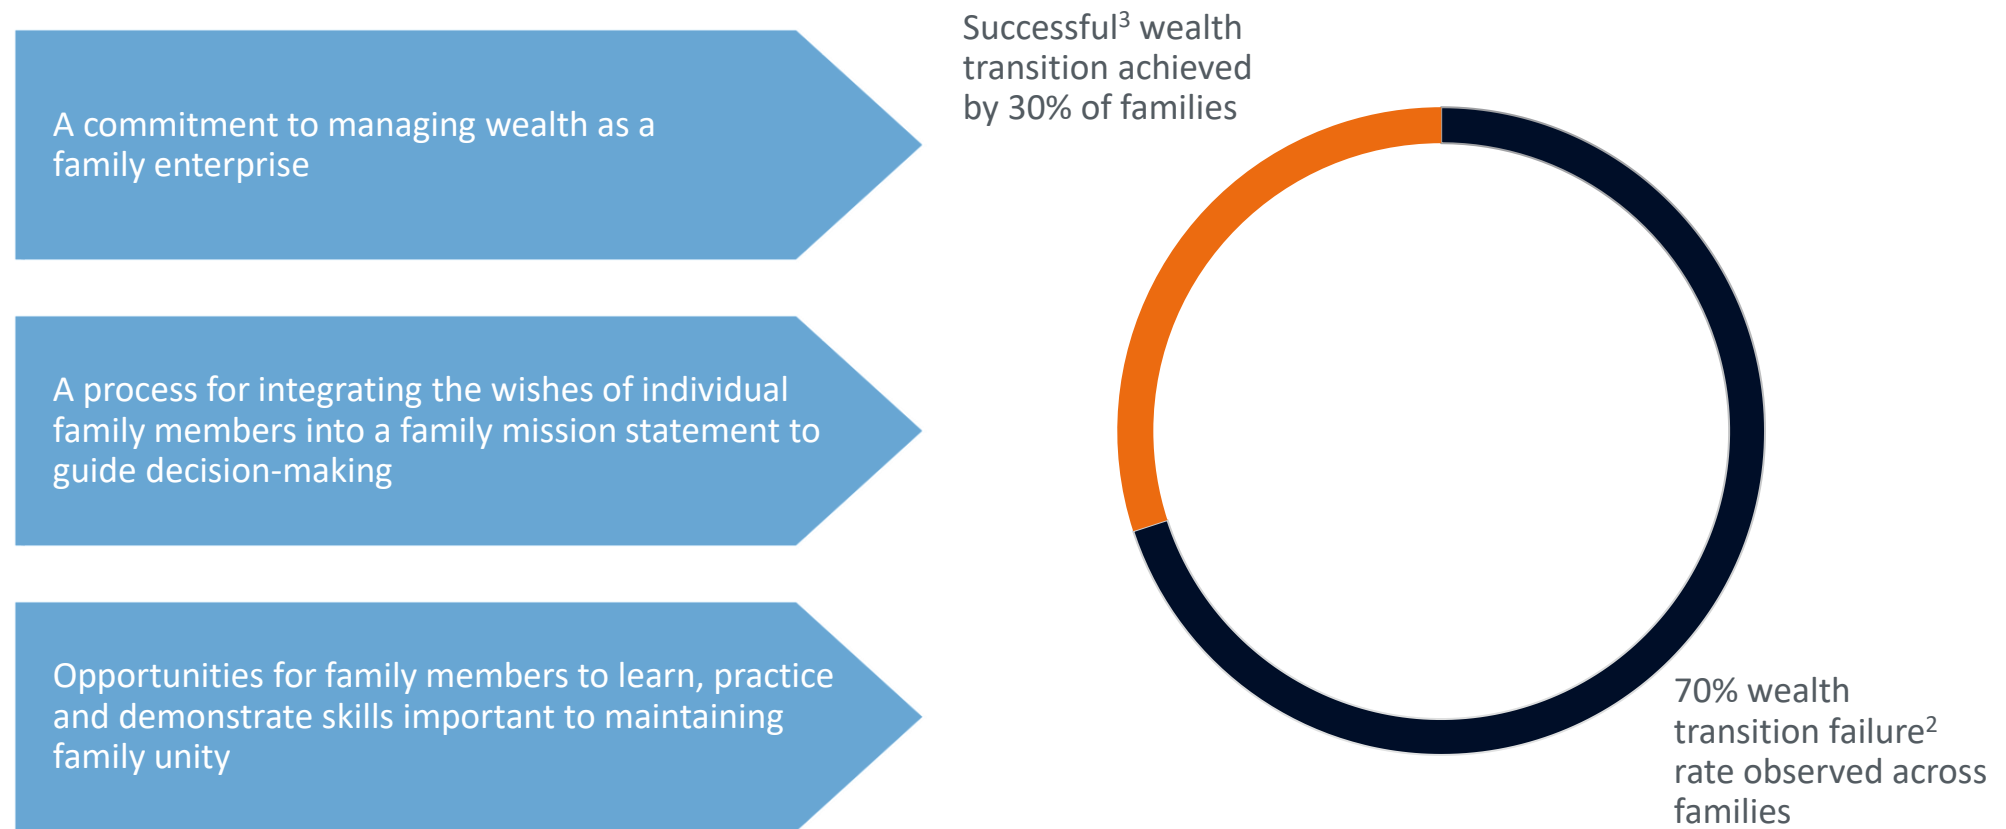 A commitment to managing wealth as a
family enterprise
A process for integrating the wishes of individual
family members into a family mission statement to
guide decision-making
Opportunities for family members to learn, practice
and demonstrate skills important to maintaining
family unity
Successful³ wealth
transition achieved
by 30% of families
70% wealth
transition failure²
rate observed across
families